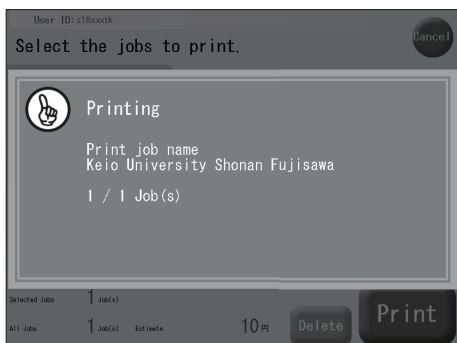 User ID: s18xxxtk
Select the jobs to print.
Cancel
Printing
Print job name
Keio University Shonan Fujisawa
1 / 1 Job(s)
Selected Jobs 1 Job(s)
All Jobs 1 Job(s) Estimate 10円
Delete
Print